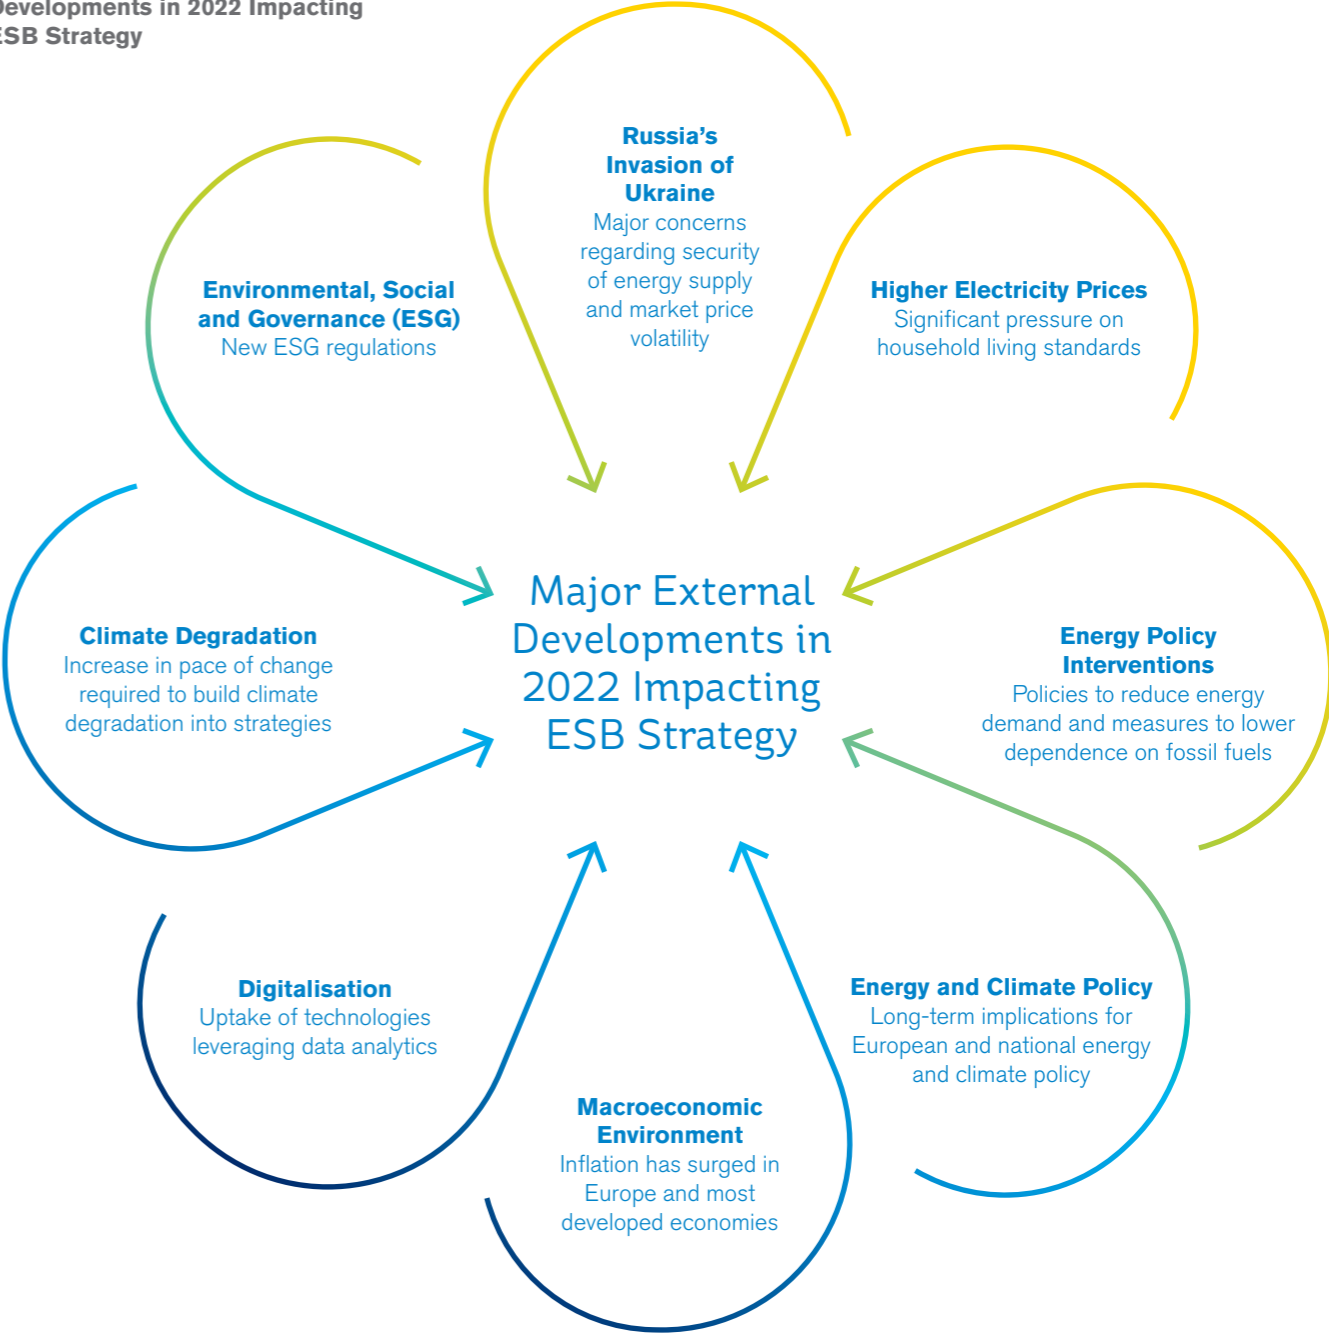 Developments in 2022 Impacting
ESB Strategy
Russia's
Invasion of
Ukraine
Major concerns
regarding security
of energy supply
and market price
volatility
Higher Electricity Prices
Significant pressure on
household living standards
Energy Policy
Interventions
Policies to reduce energy
demand and measures to lower
dependence on fossil fuels
Energy and Climate Policy
Long-term implications for
European and national energy
and climate policy
Macroeconomic
Environment
Inflation has surged in
Europe and most
developed economies
Digitalisation
Uptake of technologies
leveraging data analytics
Climate Degradation
Increase in pace of change
required to build climate
degradation into strategies
Environmental, Social
and Governance (ESG)
New ESG regulations
Major External
Developments in
2022 Impacting
ESB Strategy